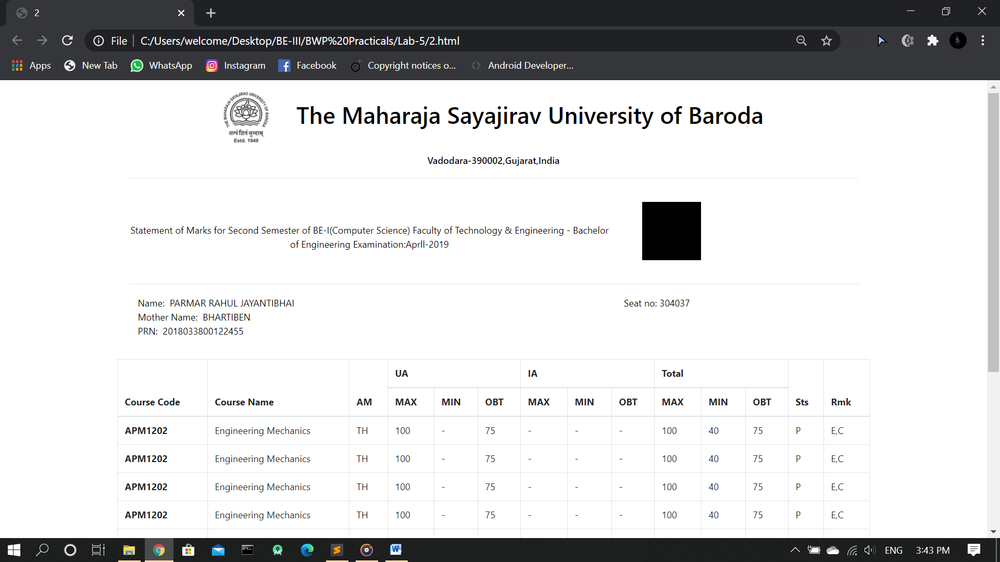 2
File C:/Users/welcome/Desktop/BE-III/BWP%20Practicals/Lab-5/2.html
Apps New Tab WhatsApp Instagram Facebook Copyright notices o... Android Developer...
THE MAHARAJA SAYAJIRAO UNIVERSITY OF BARODA
सत्यं शिवं सुन्दरम्
Estd. 1949
The Maharaja Sayajirav University of Baroda
Vadodara-390002,Gujarat,India
Statement of Marks for Second Semester of BE-I(Computer Science) Faculty of Technology & Engineering - Bachelor
of Engineering Examination:Aprll-2019
Name: PARMAR RAHUL JAYANTIBHAI Seat no: 304037
Mother Name: BHARTIBEN
PRN: 2018033800122455
UA IA Total
Course Code Course Name AM MAX MIN OBT MAX MIN OBT MAX MIN OBT Sts Rmk
APM1202 Engineering Mechanics TH 100 - 75 - - - 100 40 75 P E,C
APM1202 Engineering Mechanics TH 100 - 75 - - - 100 40 75 P E,C
APM1202 Engineering Mechanics TH 100 - 75 - - - 100 40 75 P E,C
APM1202 Engineering Mechanics TH 100 - 75 - - - 100 40 75 P E,C
ENG 3:43 PM